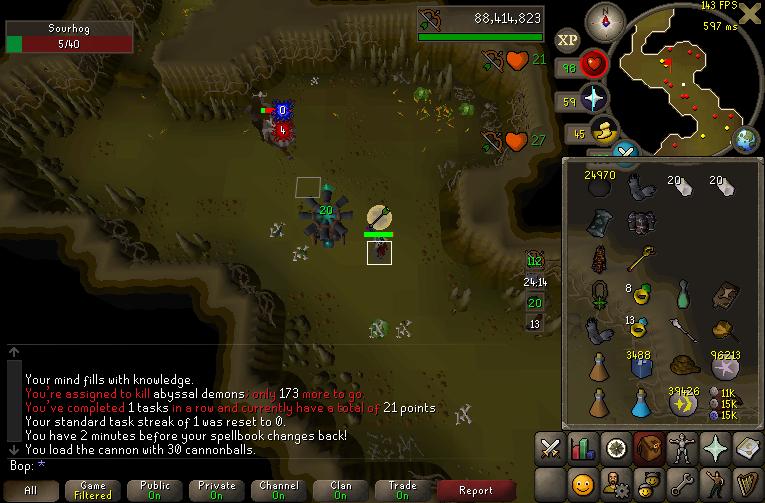 143 FPS
597 ms
Sourhog
5/40
88,414,823
N
XP
21
98
0
4
59
27
45
20
24970
20
20
112
24:14
20
13
8
13
3488
96213
39426
11K
15K
15K
Your mind fills with knowledge.
You're assigned to kill abyssal demons; only 173 more to go.
You've completed 1 tasks in a row and currently have a total of 21 points
Your standard task streak of 1 was reset to 0.
You have 2 minutes before your spellbook changes back!
You load the cannon with 30 cannonballs.
Bop: *
All
Game
Filtered
Public
On
Private
On
Channel
On
Clan
On
Trade
On
Report